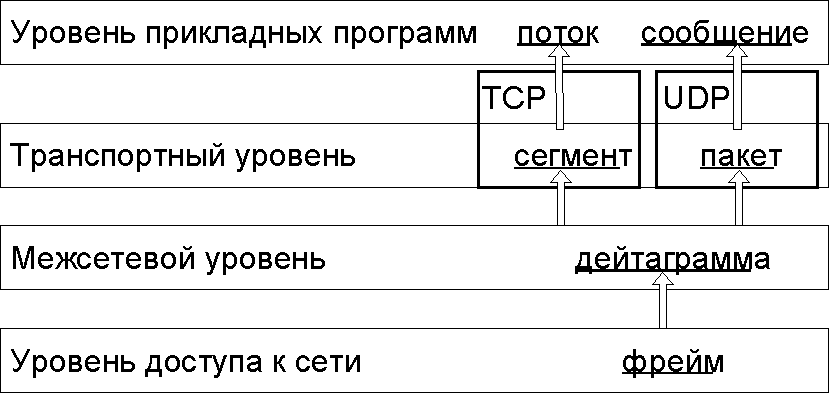 Уровень прикладных программ поток сообщение
TCP UDP
Транспортный уровень сегмент пакет
Межсетевой уровень дейтаграмма
Уровень доступа к сети фрейм